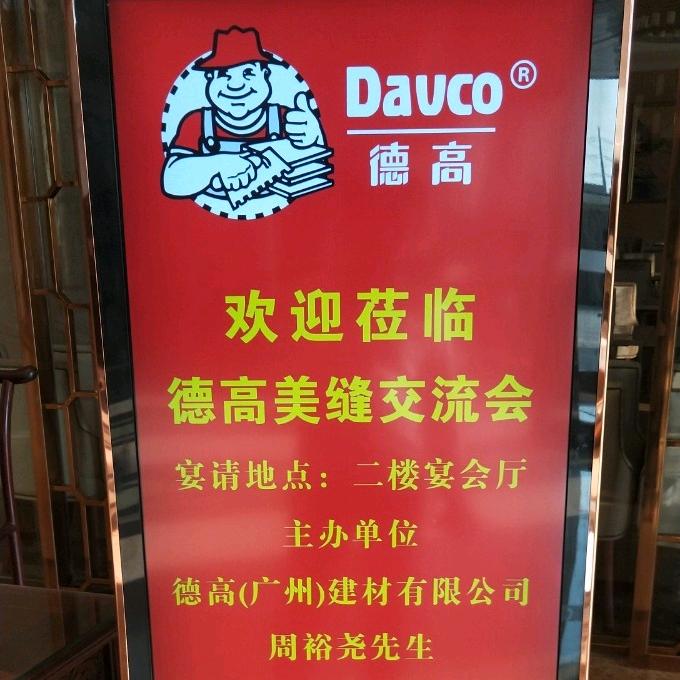 Davco®
德高
欢迎莅临
德高美缝交流会
宴请地点：二楼宴会厅
主办单位
德高(广州)建材有限公司
周裕尧先生